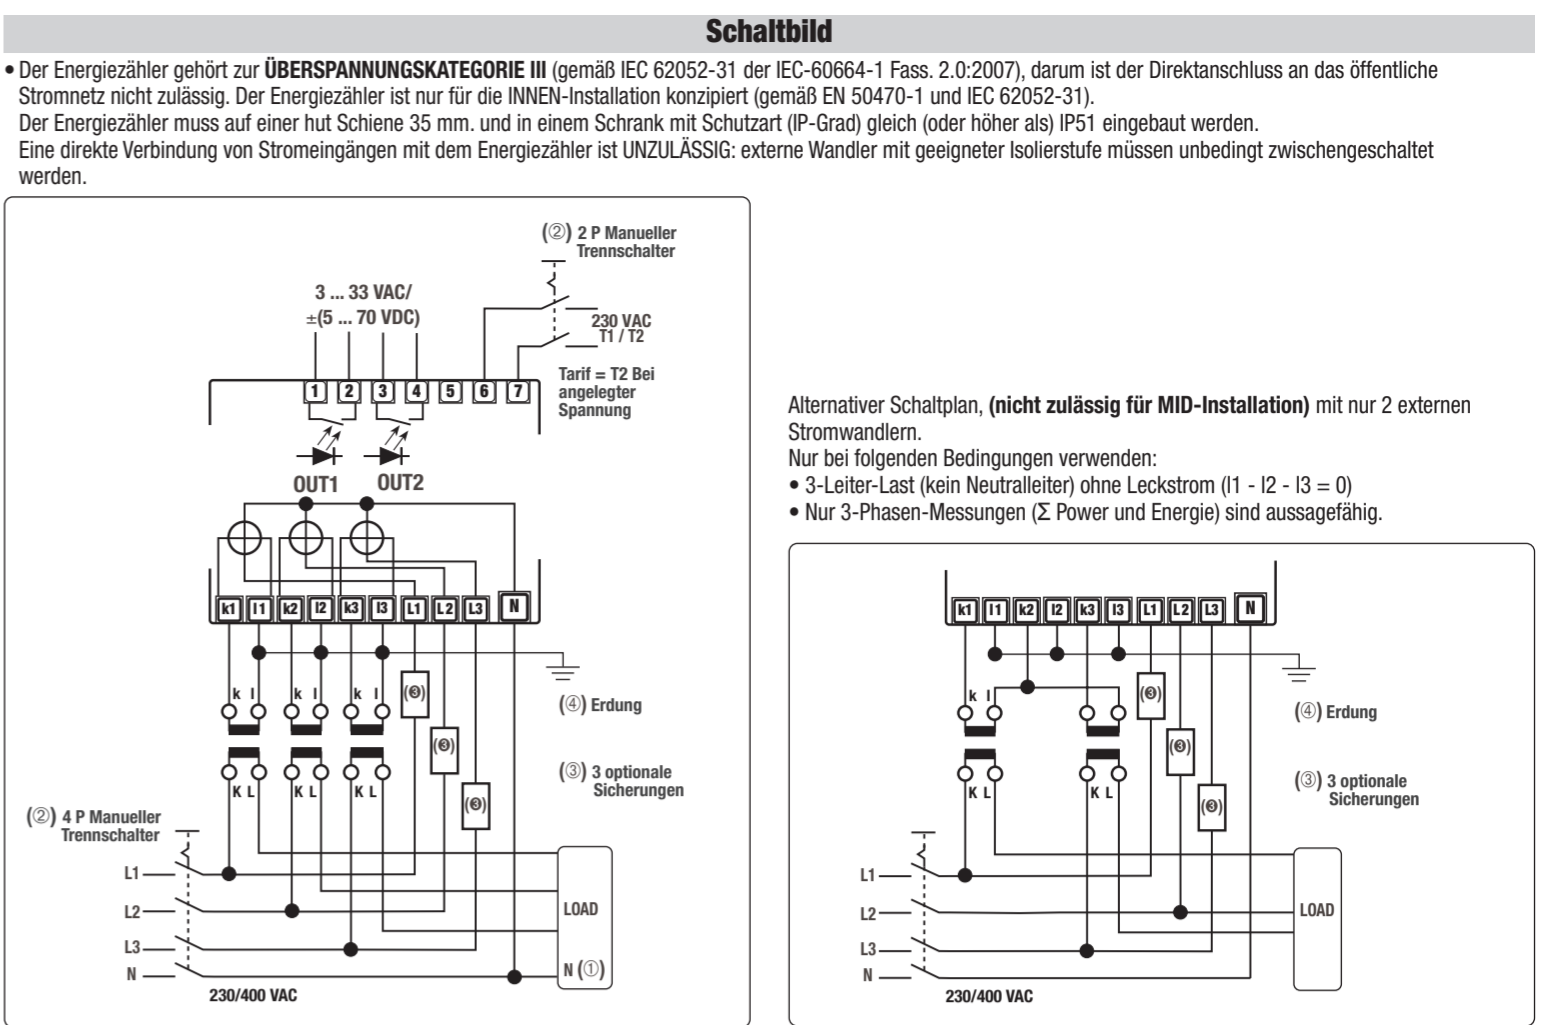 Schaltbild
• Der Energiezähler gehört zur ÜBERSPANNUNGSKATEGORIE III (gemäß IEC 62052-31 der IEC-60664-1 Fass. 2.0:2007), darum ist der Direktanschluss an das öffentliche
Stromnetz nicht zulässig. Der Energiezähler ist nur für die INNEN-Installation konzipiert (gemäß EN 50470-1 und IEC 62052-31).
Der Energiezähler muss auf einer hut Schiene 35 mm. und in einem Schrank mit Schutzart (IP-Grad) gleich (oder höher als) IP51 eingebaut werden.
Eine direkte Verbindung von Stromeingängen mit dem Energiezähler ist UNZULÄSSIG: externe Wandler mit geeigneter Isolierstufe müssen unbedingt zwischengeschaltet
werden.
(②) 2 P Manueller
Trennschalter
3 ... 33 VAC/
±(5 ... 70 VDC)
230 VAC
T1 / T2
1 2 3 4 5 6 7
Tarif = T2 Bei
angelegter
Spannung
OUT1 OUT2
k1 l1 k2 l2 k3 l3 L1 L2 L3 N
k l k l k l
(③)
(③)
(③)
(④) Erdung
(③) 3 optionale
Sicherungen
K L K L K L
(②) 4 P Manueller
Trennschalter
L1
L2
L3
N
LOAD
N (①)
230/400 VAC
Alternativer Schaltplan, (nicht zulässig für MID-Installation) mit nur 2 externen
Stromwandlern.
Nur bei folgenden Bedingungen verwenden:
• 3-Leiter-Last (kein Neutralleiter) ohne Leckstrom (I1 - I2 - I3 = 0)
• Nur 3-Phasen-Messungen (Σ Power und Energie) sind aussagefähig.
k1 l1 k2 l2 k3 l3 L1 L2 L3 N
k l
(③)
(③)
(③)
(④) Erdung
(③) 3 optionale
Sicherungen
K L K L
L1
L2
L3
N
LOAD
230/400 VAC